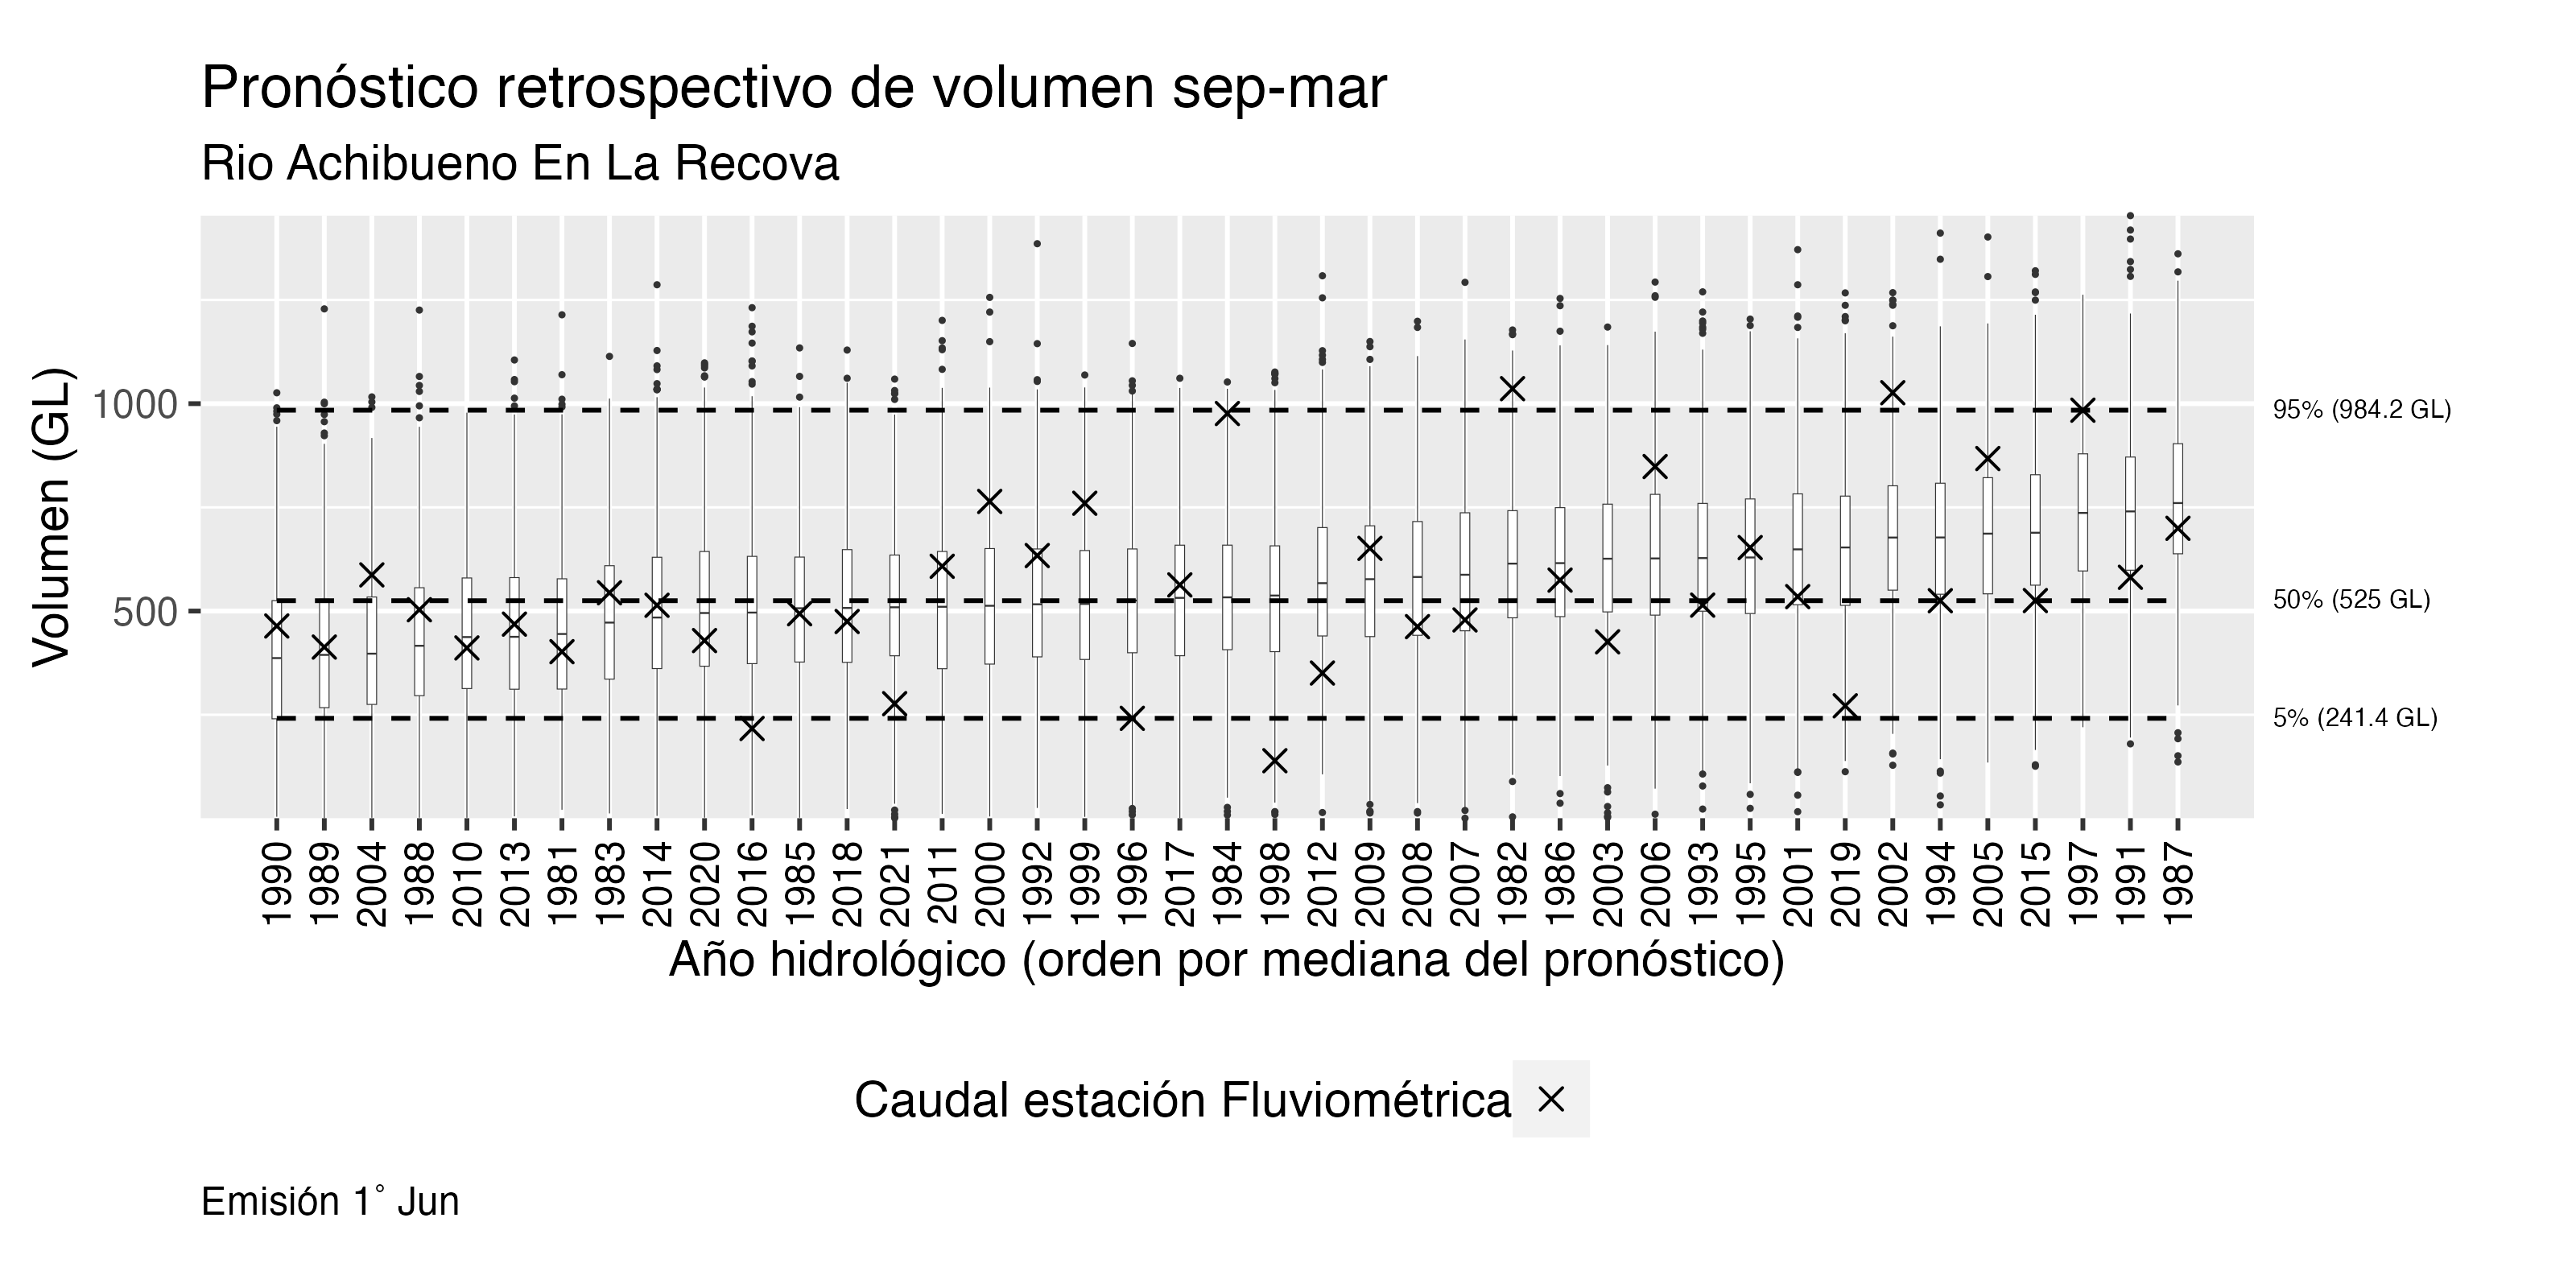 Pronóstico retrospectivo de volumen sep-mar
Rio Achibueno En La Recova
Volumen (GL)
1000
500
95% (984.2 GL)
50% (525 GL)
5% (241.4 GL)
1990 1989 2004 1988 2010 2013 1981 1983 2014 2020 2016 1985 2018 2021 2011 2000 1992 1999 1996 2017 1984 1998 2012 2009 2008 2007 1982 1986 2003 2006 1993 1995 2001 2019 2002 1994 2005 2015 1997 1991 1987
Año hidrológico (orden por mediana del pronóstico)
Caudal estación Fluviométrica
Emisión 1° Jun